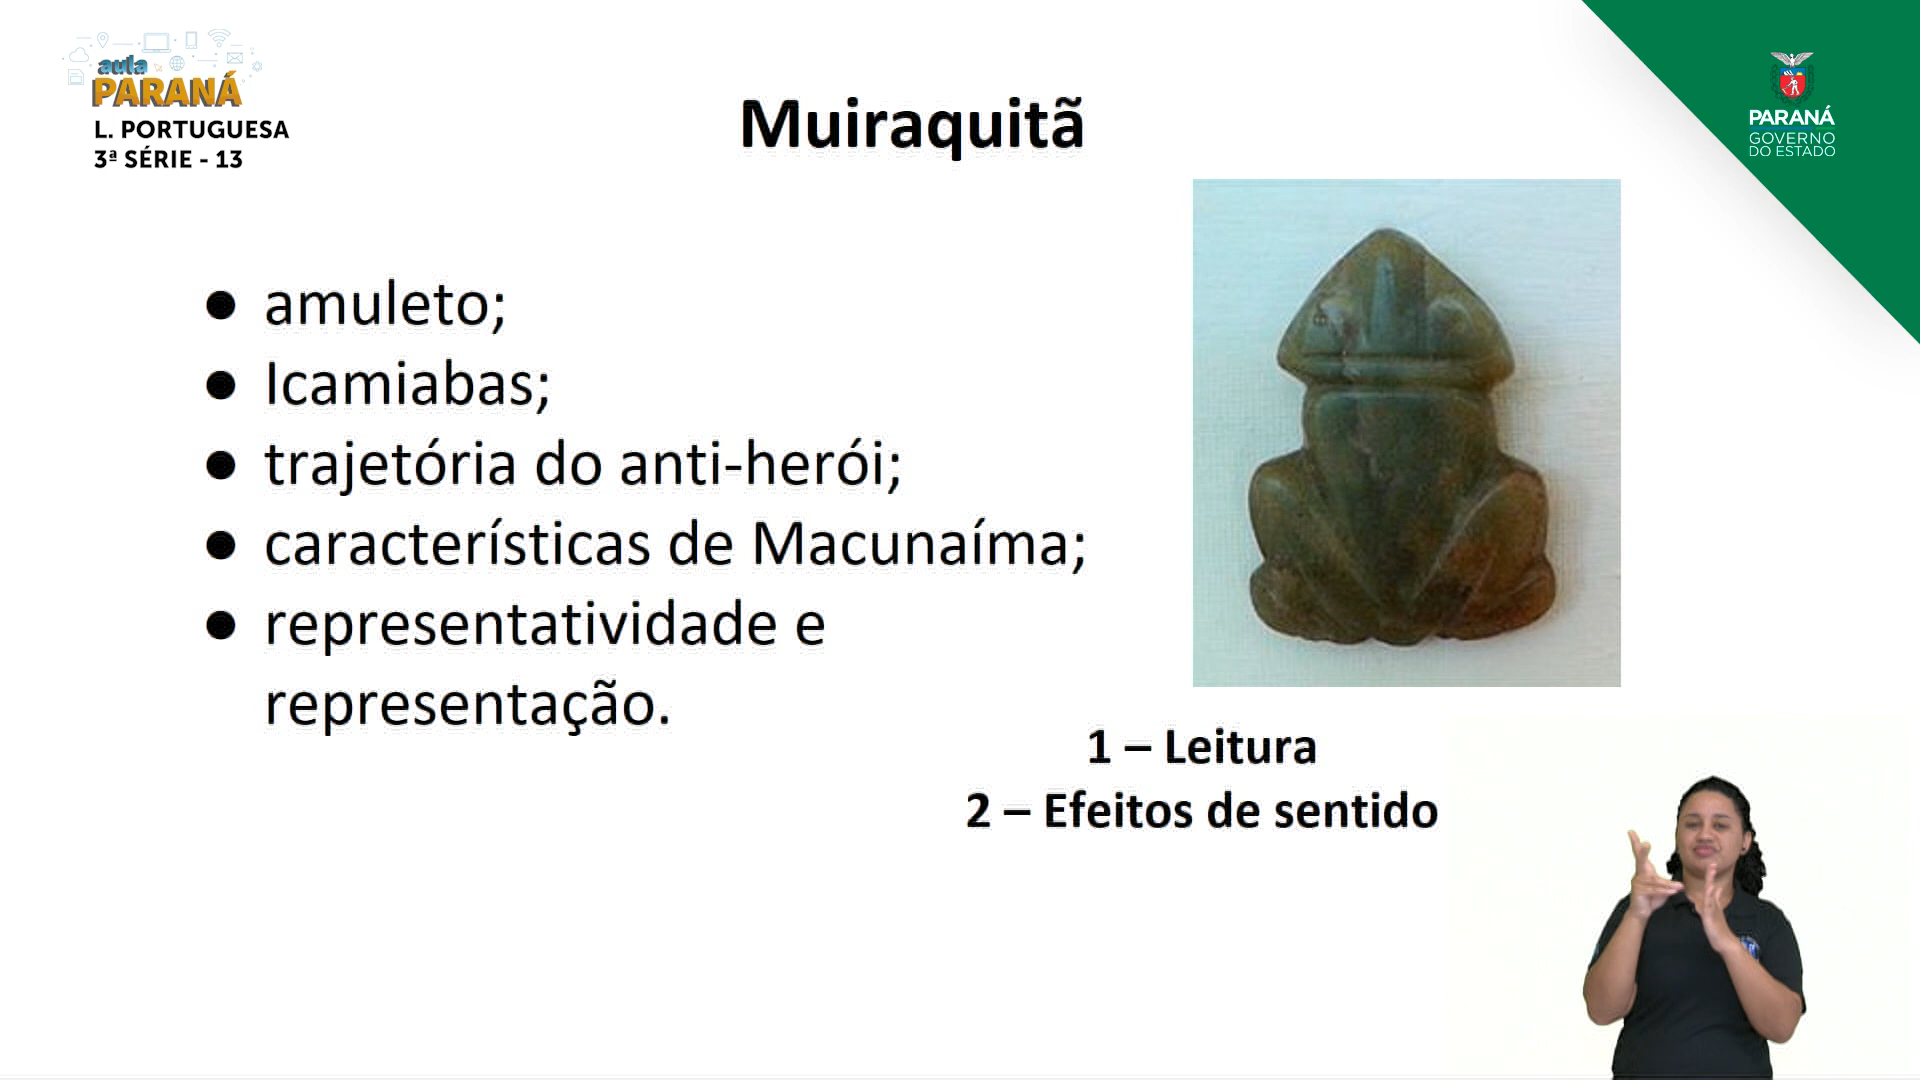 aula
PARANÁ
L. PORTUGUESA
3ª SÉRIE - 13
Muiraquitã
PARANÁ
GOVERNO
DO ESTADO
● amuleto;
● Icamiabas;
● trajetória do anti-herói;
● características de Macunaíma;
● representatividade e
representação.
1 – Leitura
2 – Efeitos de sentido